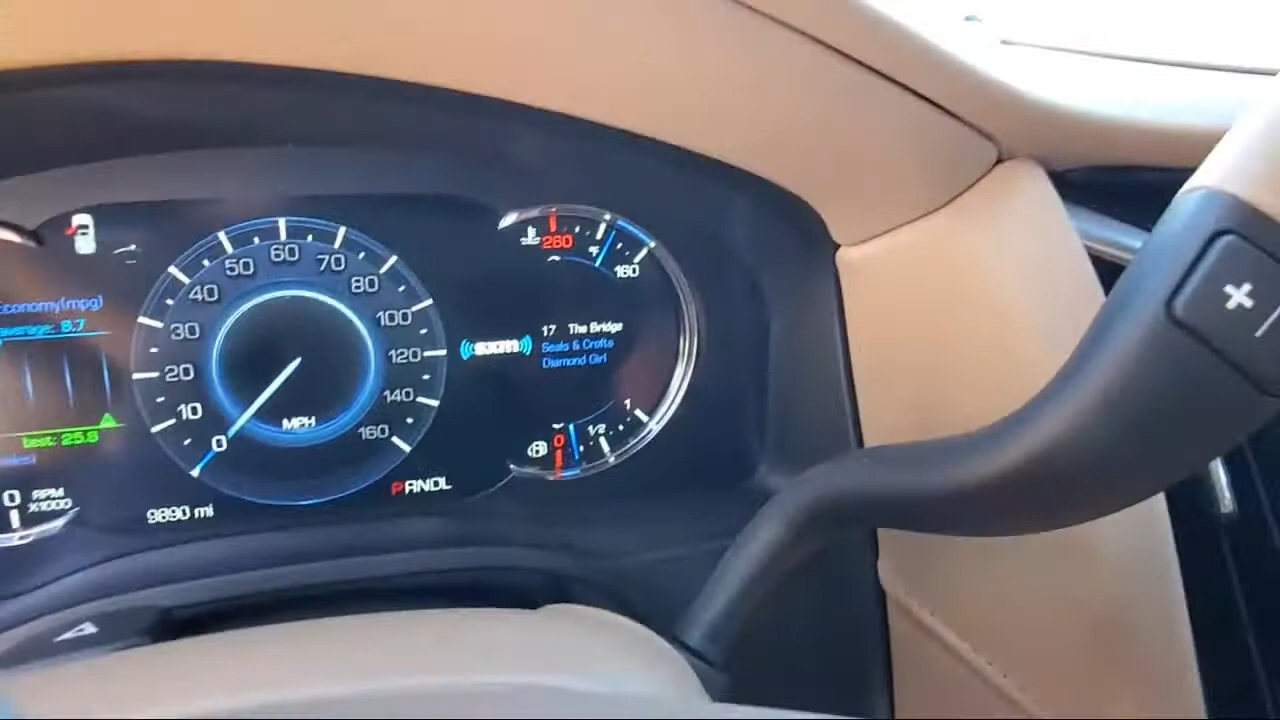 Economy(mpg)
average: 8.7
best: 25.8
0 RPM
X1000
0
10
20
30
40
50
60
70
80
100
120
140
160
MPH
PRNDL
9890 mi
260
°F
160
17 The Bridge
sxm
Seals & Crofts
Diamond Girl
0
1/2
1
+